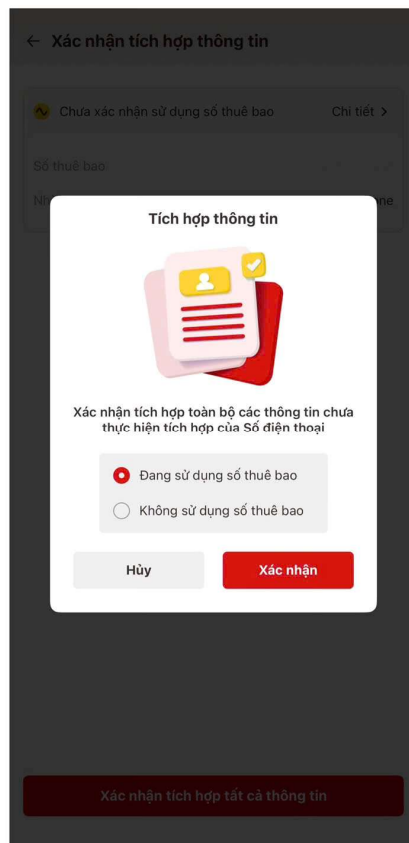 Xác nhận tích hợp thông tin
Chưa xác nhận sử dụng số thuê bao
Chi tiết
Số thuê bao
Tích hợp thông tin
Xác nhận tích hợp toàn bộ các thông tin chưa
thực hiện tích hợp của Số điện thoại
Đang sử dụng số thuê bao
Không sử dụng số thuê bao
Hủy
Xác nhận
Xác nhận tích hợp tất cả thông tin